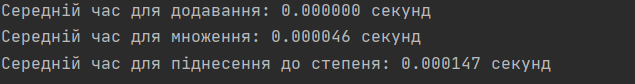 Середній час для додавання: 0.000000 секунд
Середній час для множення: 0.000046 секунд
Середній час для піднесення до степеня: 0.000147 секунд